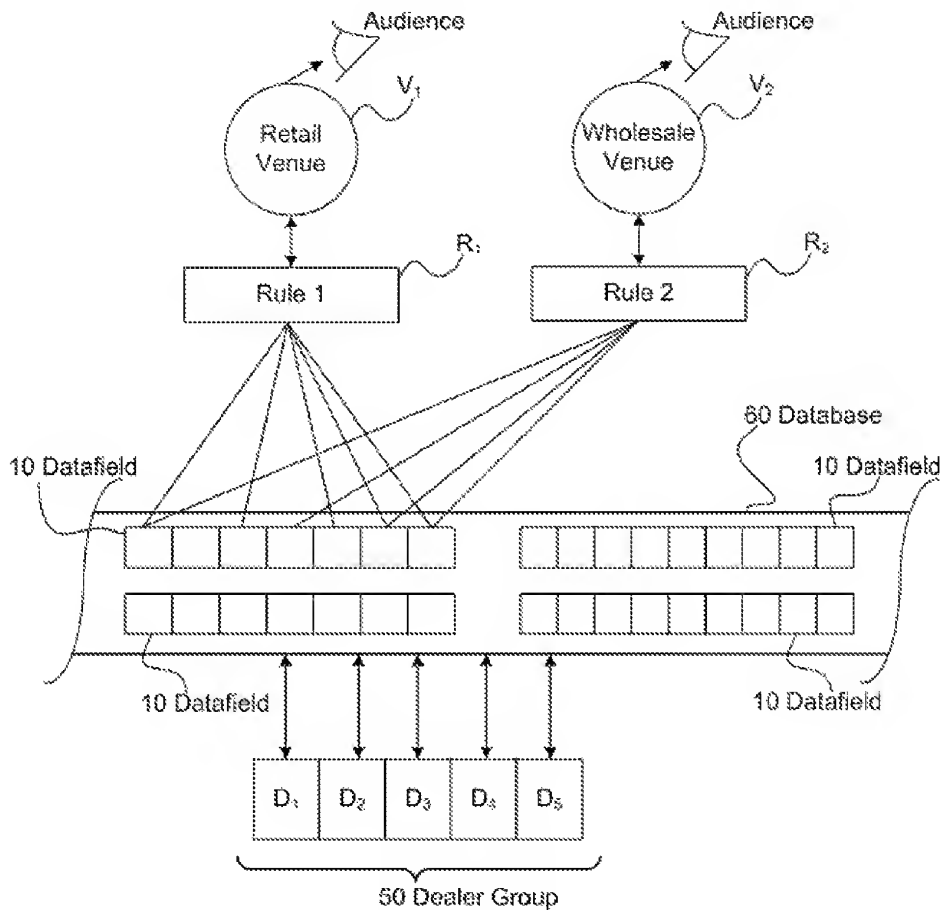 Audience
Audience
V₁
V₂
Retail
Venue
Wholesale
Venue
R₁
R₂
Rule 1
Rule 2
60 Database
10 Datafield
10 Datafield
10 Datafield
10 Datafield
D₁
D₂
D₃
D₄
D₅
50 Dealer Group